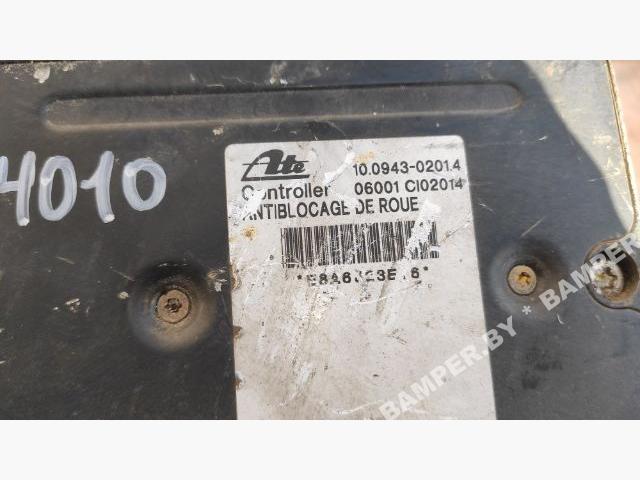 4010
Ate 10.0943-0201.4
Controller 06001 CI02014
ANTIBLOCAGE DE ROUE
BAMPER.BY * BAMPER